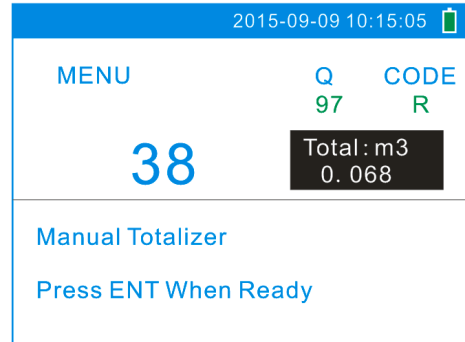 2015-09-09 10:15:05
MENU Q CODE
97 R
38
Total:m3
0.068
Manual Totalizer
Press ENT When Ready